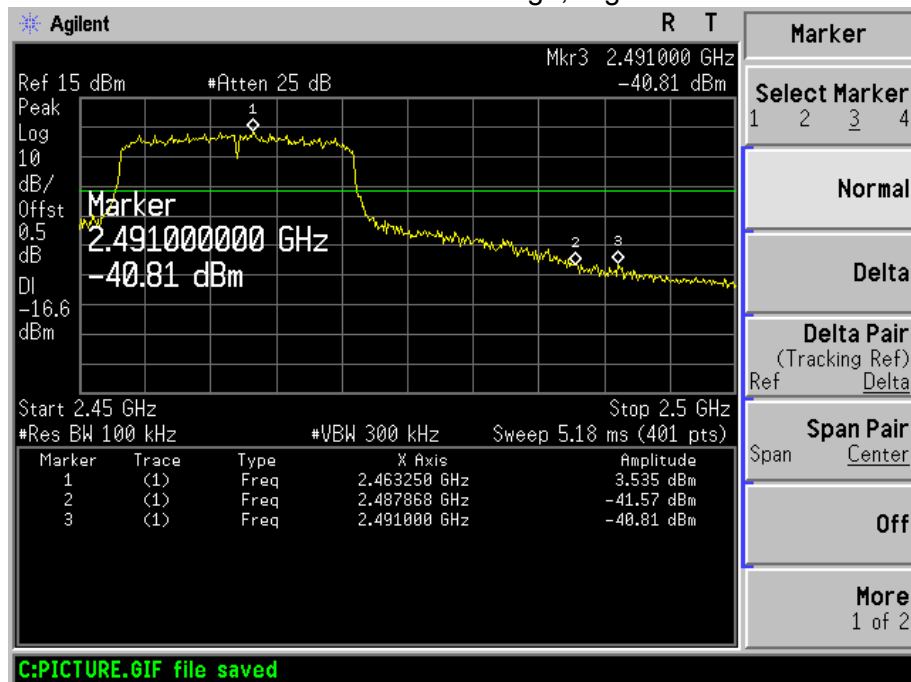 Agilent R T
Mkr3 2.491000 GHz
Ref 15 dBm #Atten 25 dB -40.81 dBm
Peak
Log
10
dB/
Offst
0.5
dB
DI
-16.6
dBm
1
2
3
Marker
2.491000000 GHz
-40.81 dBm
Start 2.45 GHz Stop 2.5 GHz
#Res BW 100 kHz #VBW 300 kHz Sweep 5.18 ms (401 pts)
Marker Trace Type X Axis Amplitude
1 (1) Freq 2.463250 GHz 3.535 dBm
2 (1) Freq 2.487868 GHz -41.57 dBm
3 (1) Freq 2.491000 GHz -40.81 dBm
C:PICTURE.GIF file saved
Marker
Select Marker
1 2 3 4
Normal
Delta
Delta Pair
(Tracking Ref)
Ref Delta
Span Pair
Span Center
Off
More
1 of 2